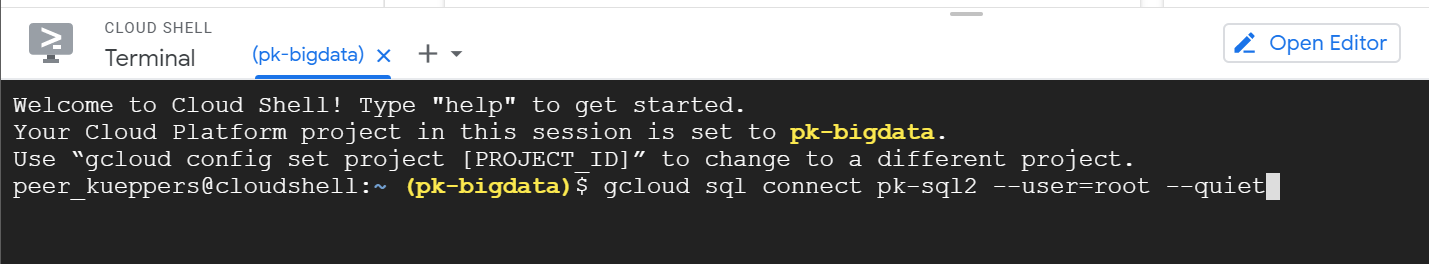 CLOUD SHELL
Terminal
(pk-bigdata)
Open Editor
Welcome to Cloud Shell! Type "help" to get started.
Your Cloud Platform project in this session is set to pk-bigdata.
Use “gcloud config set project [PROJECT_ID]” to change to a different project.
peer_kueppers@cloudshell:~ (pk-bigdata)$ gcloud sql connect pk-sql2 --user=root --quiet